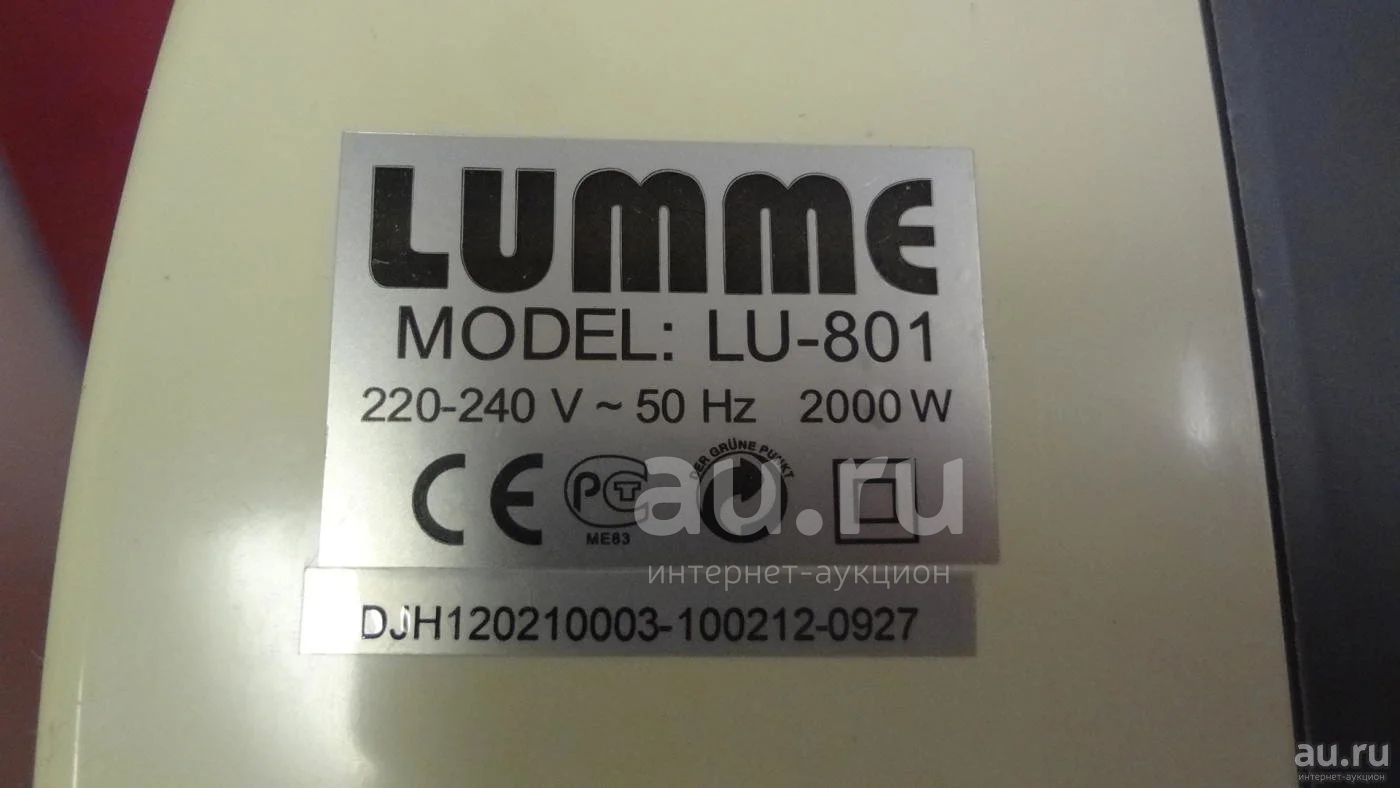 LUMME
MODEL: LU-801
220-240 V ~ 50 Hz 2000 W
DER GRÜNE PUNKT
CE РСТ
ME83
au.ru
интернет-аукцион
DJH120210003-100212-0927
au.ru
интернет-аукцион